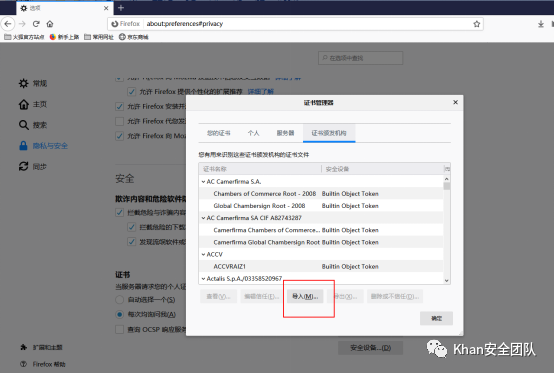 选项
Firefox
about:preferences#privacy
火狐官方站点 新手上路 常用网址 京东商城
在选项中查找
常规
主页
搜索
隐私与安全
同步
扩展和主题
Firefox 帮助
允许 Firefox 提供个性化的扩展推荐 详细了解
允许 Firefox 安装并
允许 Firefox 代您发
允许 Firefox 向 Moz
安全
欺诈内容和危险软件防
拦截危险与诈骗内容
拦截危险的下载
发现流氓软件或
证书
当服务器请求您的个人证
自动选择一个(S)
每次均询问我(A)
查询 OCSP 响应服务
安全设备...(D)
证书管理器
您的证书 个人 服务器 证书颁发机构
您有用来识别这些证书颁发机构的证书文件
证书名称 安全设备
AC Camerfirma S.A.
Chambers of Commerce Root - 2008 Builtin Object Token
Global Chambersign Root - 2008 Builtin Object Token
AC Camerfirma SA CIF A82743287
Camerfirma Chambers of Commerce... Builtin Object Token
Camerfirma Global Chambersign Root Builtin Object Token
ACCV
ACCVRAIZ1 Builtin Object Token
Actalis S.p.A./03358520967
查看(V)... 编辑信任(E)... 导入(M)... 导出(X)... 删除或不信任(D)...
确定
Khan安全团队